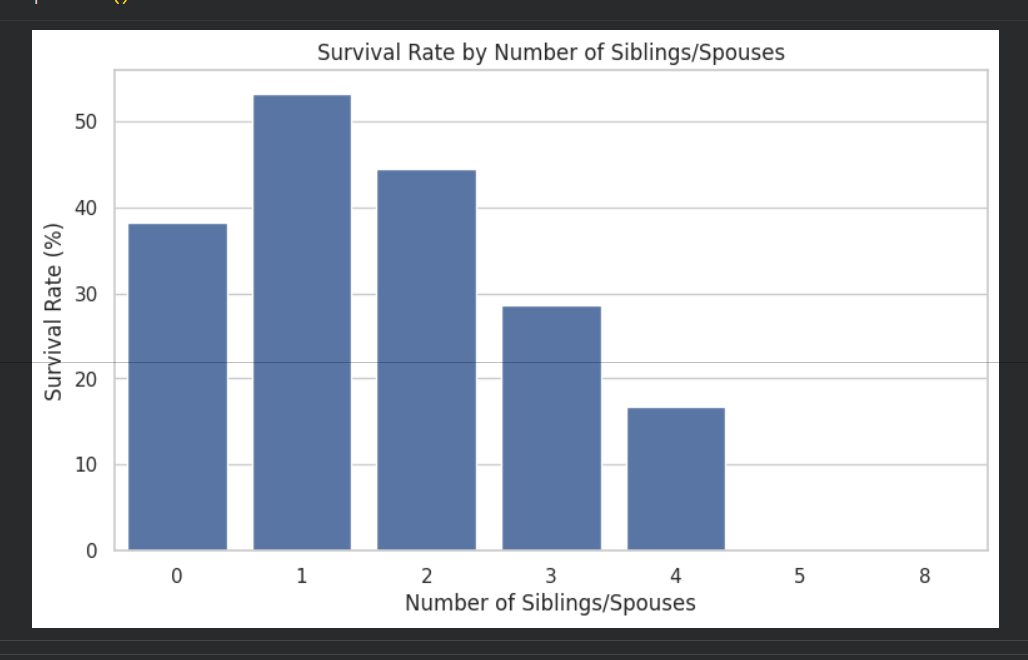 ()
Survival Rate by Number of Siblings/Spouses
Survival Rate (%)
50
40
30
20
10
0
0 1 2 3 4 5 8
Number of Siblings/Spouses